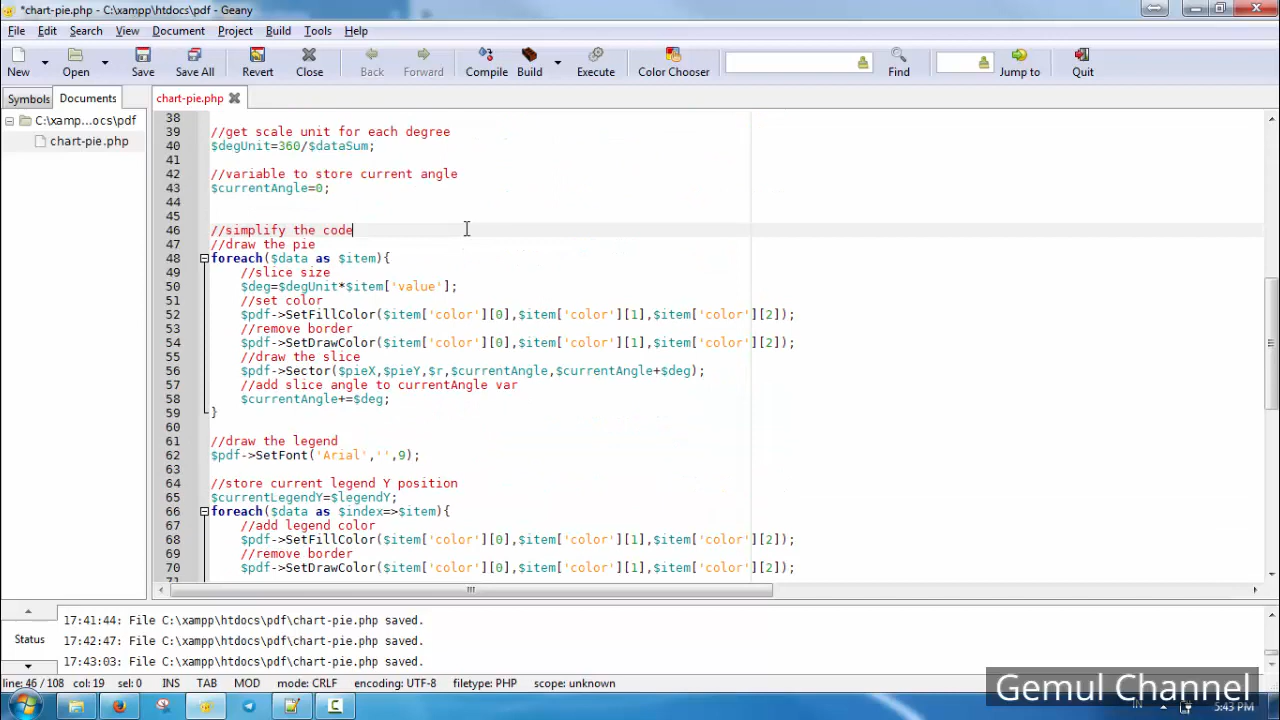 *chart-pie.php - C:\xampp\htdocs\pdf - Geany
File Edit Search View Document Project Build Tools Help
New Open Save Save All Revert Close Back Forward Compile Build Execute Color Chooser Find Jump to Quit
Symbols Documents chart-pie.php
C:\xamp...ocs\pdf
chart-pie.php
38
39 //get scale unit for each degree
40 $degUnit=360/$dataSum;
41
42 //variable to store current angle
43 $currentAngle=0;
44
45
46 //simplify the code
47 //draw the pie
48 foreach($data as $item){
49 //slice size
50 $deg=$degUnit*$item['value'];
51 //set color
52 $pdf->SetFillColor($item['color'][0],$item['color'][1],$item['color'][2]);
53 //remove border
54 $pdf->SetDrawColor($item['color'][0],$item['color'][1],$item['color'][2]);
55 //draw the slice
56 $pdf->Sector($pieX,$pieY,$r,$currentAngle,$currentAngle+$deg);
57 //add slice angle to currentAngle var
58 $currentAngle+=$deg;
59 }
60
61 //draw the legend
62 $pdf->SetFont('Arial','',9);
63
64 //store current legend Y position
65 $currentLegendY=$legendY;
66 foreach($data as $index=>$item){
67 //add legend color
68 $pdf->SetFillColor($item['color'][0],$item['color'][1],$item['color'][2]);
69 //remove border
70 $pdf->SetDrawColor($item['color'][0],$item['color'][1],$item['color'][2]);
Status
17:41:44: File C:\xampp\htdocs\pdf\chart-pie.php saved.
17:42:47: File C:\xampp\htdocs\pdf\chart-pie.php saved.
17:43:03: File C:\xampp\htdocs\pdf\chart-pie.php saved.
line: 46 / 108 col: 19 sel: 0 INS TAB MOD mode: CRLF encoding: UTF-8 filetype: PHP scope: unknown
Gemul Channel
IN 5:43 PM